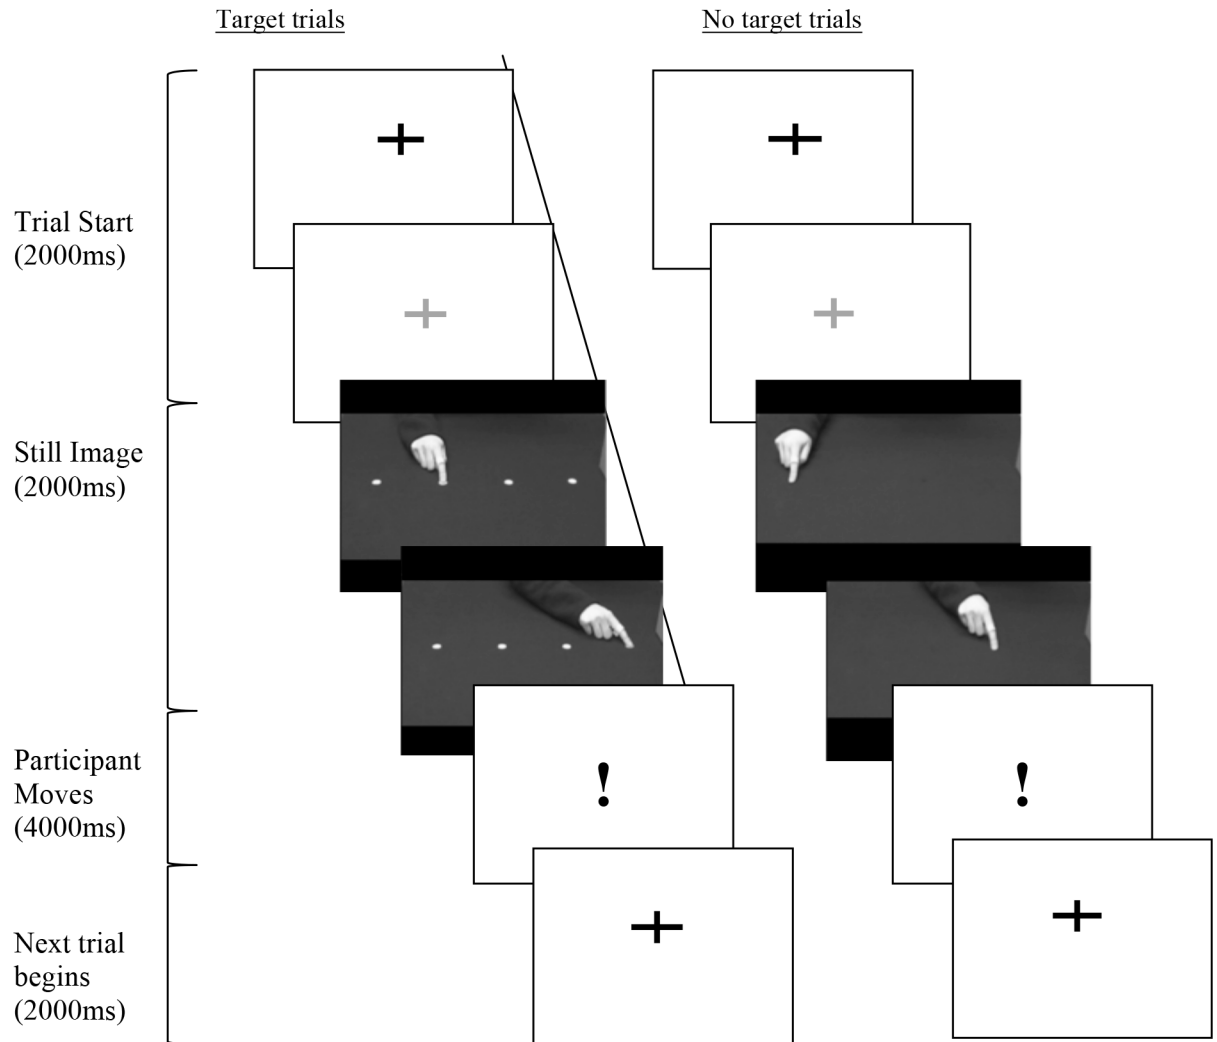 Target trials
No target trials
Trial Start
(2000ms)
Still Image
(2000ms)
Participant
Moves
(4000ms)
!
!
Next trial
begins
(2000ms)